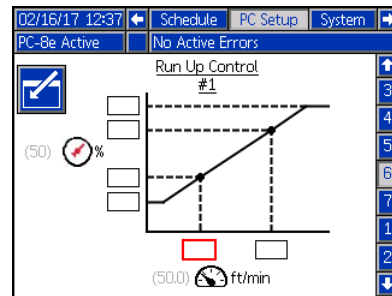 02/16/17 12:37 Schedule PC Setup System
PC-8e Active No Active Errors
Run Up Control
#1
3
4
5
6
7
1
2
(50) %
(50.0) ft/min